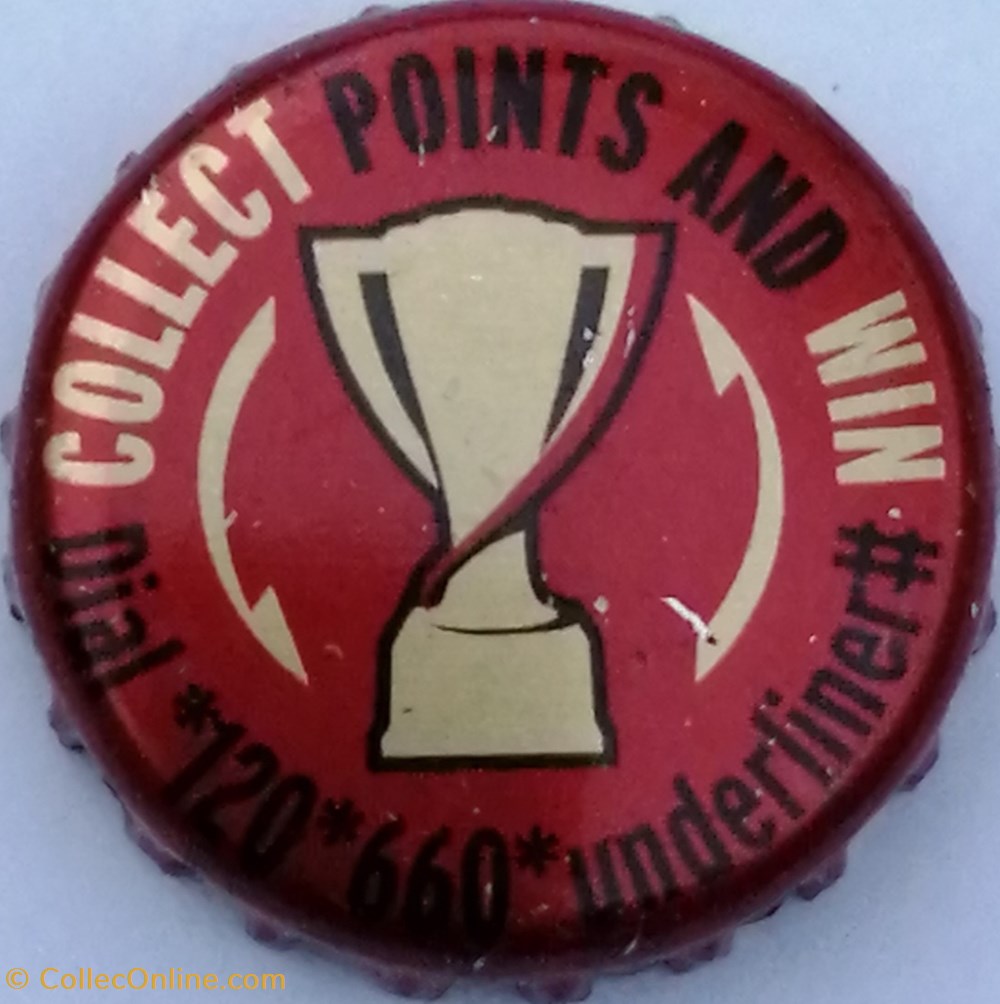 COLLECT POINTS AND WIN
Dial *120*660*underliner#
© CollecOnline.com